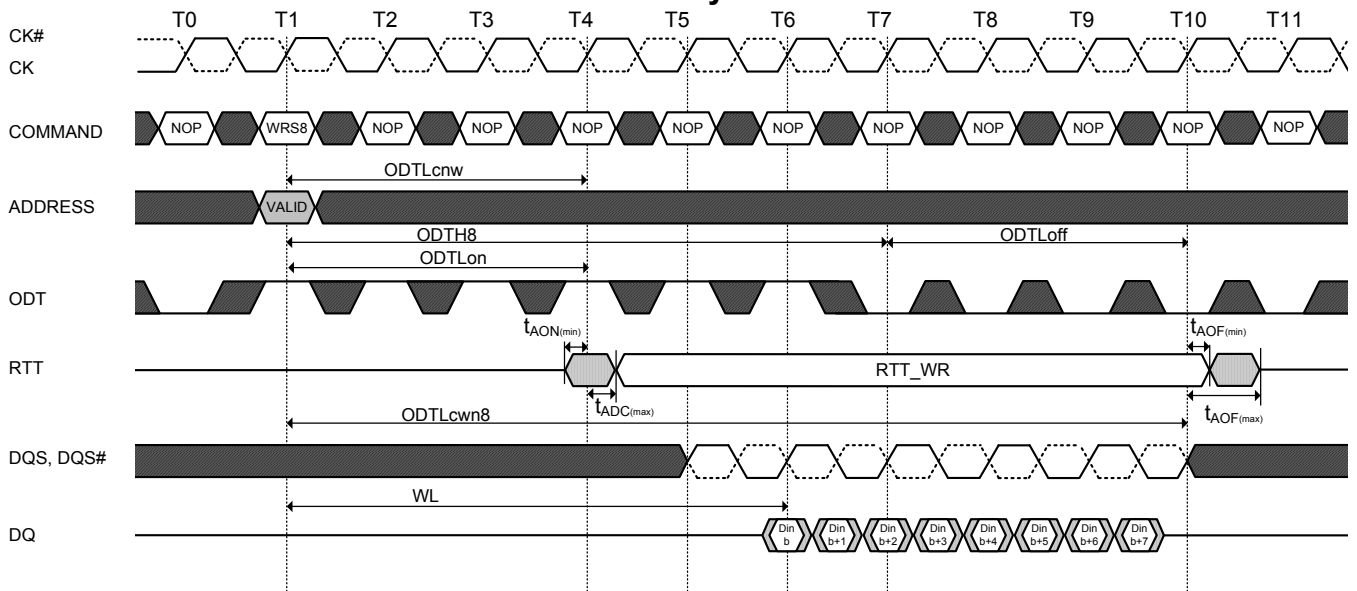 T0 T1 T2 T3 T4 T5 T6 T7 T8 T9 T10 T11
CK#
CK
COMMAND NOP WRS8 NOP NOP NOP NOP NOP NOP NOP NOP NOP NOP
ODTLcnw
ADDRESS VALID
ODTH8 ODTLoff
ODTLon
ODT
tAON(min) tAOF(min)
RTT RTT_WR
tADC(max) tAOF(max)
ODTLcwn8
DQS, DQS#
WL
DQ Din b Din b+1 Din b+2 Din b+3 Din b+4 Din b+5 Din b+6 Din b+7